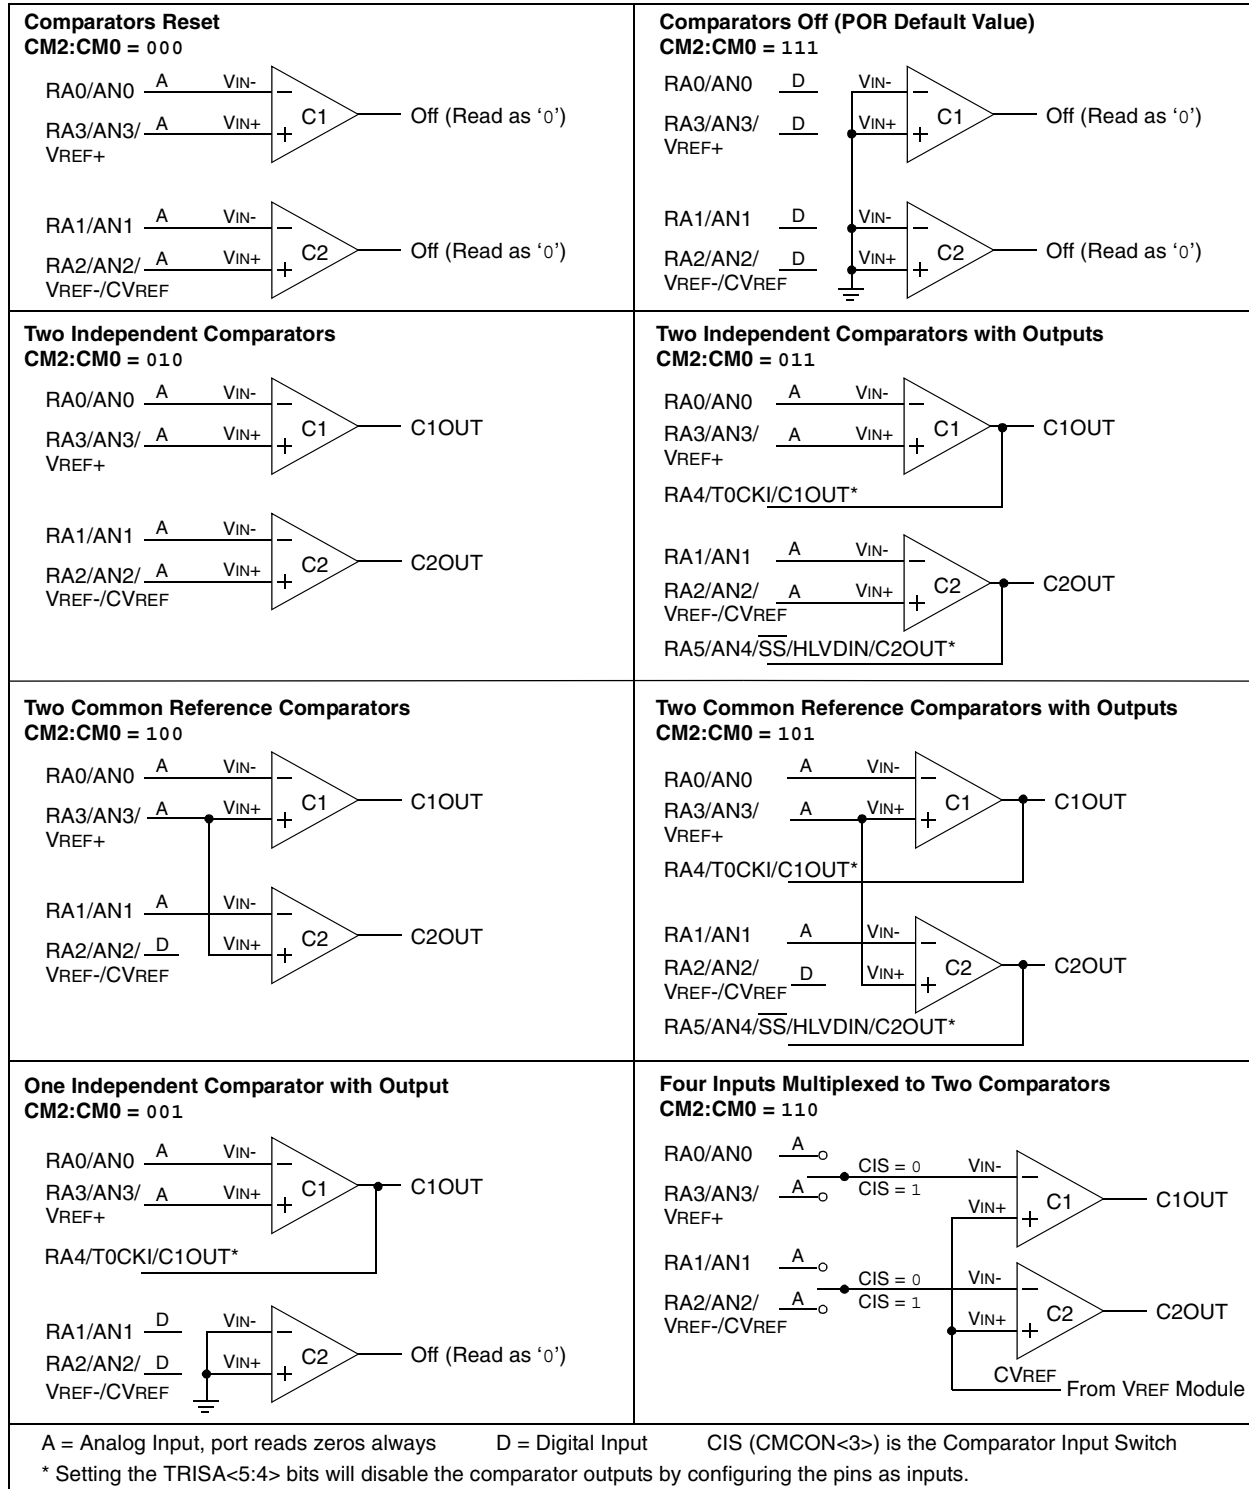 Comparators Reset
CM2:CM0 = 000
RA0/AN0 A VIN-
C1 Off (Read as ‘0’)
RA3/AN3/ A VIN+
VREF+
RA1/AN1 A VIN-
C2 Off (Read as ‘0’)
RA2/AN2/ A VIN+
VREF-/CVREF
Comparators Off (POR Default Value)
CM2:CM0 = 111
RA0/AN0 D VIN-
C1 Off (Read as ‘0’)
RA3/AN3/ D VIN+
VREF+
RA1/AN1 D VIN-
C2 Off (Read as ‘0’)
RA2/AN2/ D VIN+
VREF-/CVREF
Two Independent Comparators
CM2:CM0 = 010
RA0/AN0 A VIN-
C1 C1OUT
RA3/AN3/ A VIN+
VREF+
RA1/AN1 A VIN-
C2 C2OUT
RA2/AN2/ A VIN+
VREF-/CVREF
Two Independent Comparators with Outputs
CM2:CM0 = 011
RA0/AN0 A VIN-
C1 C1OUT
RA3/AN3/ A VIN+
VREF+
RA4/T0CKI/C1OUT*
RA1/AN1 A VIN-
C2 C2OUT
RA2/AN2/ A VIN+
VREF-/CVREF
RA5/AN4/SS/HLVDIN/C2OUT*
Two Common Reference Comparators
CM2:CM0 = 100
RA0/AN0 A VIN-
C1 C1OUT
RA3/AN3/ A VIN+
VREF+
RA1/AN1 A VIN-
C2 C2OUT
RA2/AN2/ D VIN+
VREF-/CVREF
Two Common Reference Comparators with Outputs
CM2:CM0 = 101
RA0/AN0 A VIN-
C1 C1OUT
RA3/AN3/ A VIN+
VREF+
RA4/T0CKI/C1OUT*
RA1/AN1 A VIN-
C2 C2OUT
RA2/AN2/ D VIN+
VREF-/CVREF
RA5/AN4/SS/HLVDIN/C2OUT*
One Independent Comparator with Output
CM2:CM0 = 001
RA0/AN0 A VIN-
C1 C1OUT
RA3/AN3/ A VIN+
VREF+
RA4/T0CKI/C1OUT*
RA1/AN1 D VIN-
C2 Off (Read as ‘0’)
RA2/AN2/ D VIN+
VREF-/CVREF
Four Inputs Multiplexed to Two Comparators
CM2:CM0 = 110
RA0/AN0 A CIS = 0 VIN-
RA3/AN3/ A CIS = 1 VIN+ C1 C1OUT
VREF+
RA1/AN1 A CIS = 0 VIN-
RA2/AN2/ A CIS = 1 VIN+ C2 C2OUT
VREF-/CVREF
CVREF
From VREF Module
A = Analog Input, port reads zeros always D = Digital Input CIS (CMCON<3>) is the Comparator Input Switch
* Setting the TRISA<5:4> bits will disable the comparator outputs by configuring the pins as inputs.